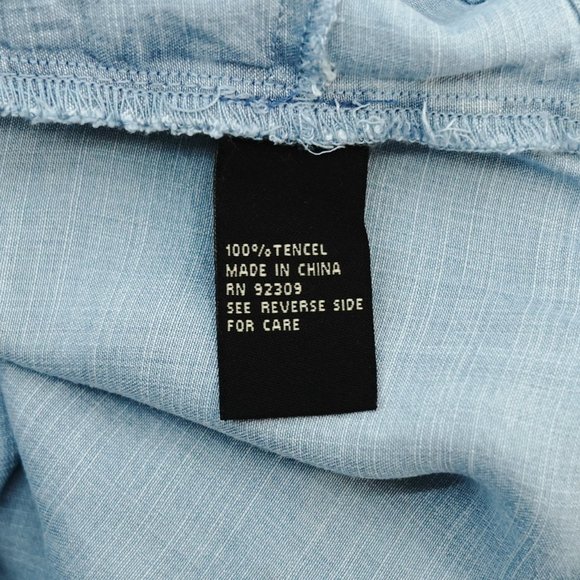 100% TENCEL
MADE IN CHINA
RN 92309
SEE REVERSE SIDE
FOR CARE